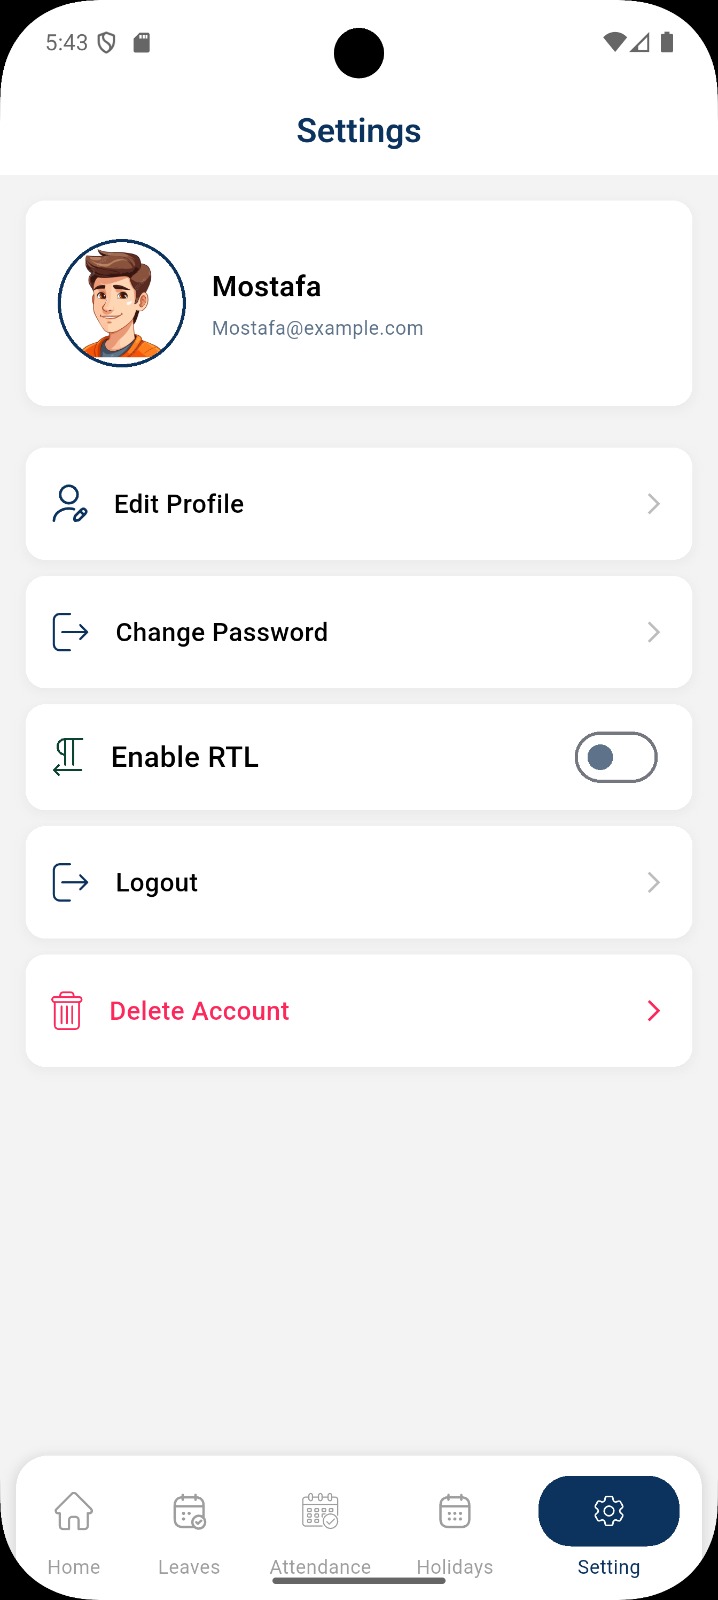 5:43
Settings
Mostafa
Mostafa@example.com
Edit Profile
Change Password
Enable RTL
Logout
Delete Account
Home Leaves Attendance Holidays Setting